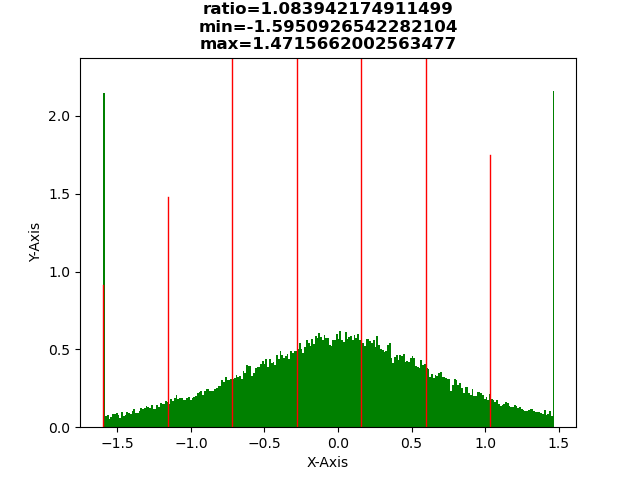 ratio=1.083942174911499
min=-1.5950926542282104
max=1.4715662002563477
2.0
1.5
1.0
0.5
0.0
Y-Axis
−1.5 −1.0 −0.5 0.0 0.5 1.0 1.5
X-Axis